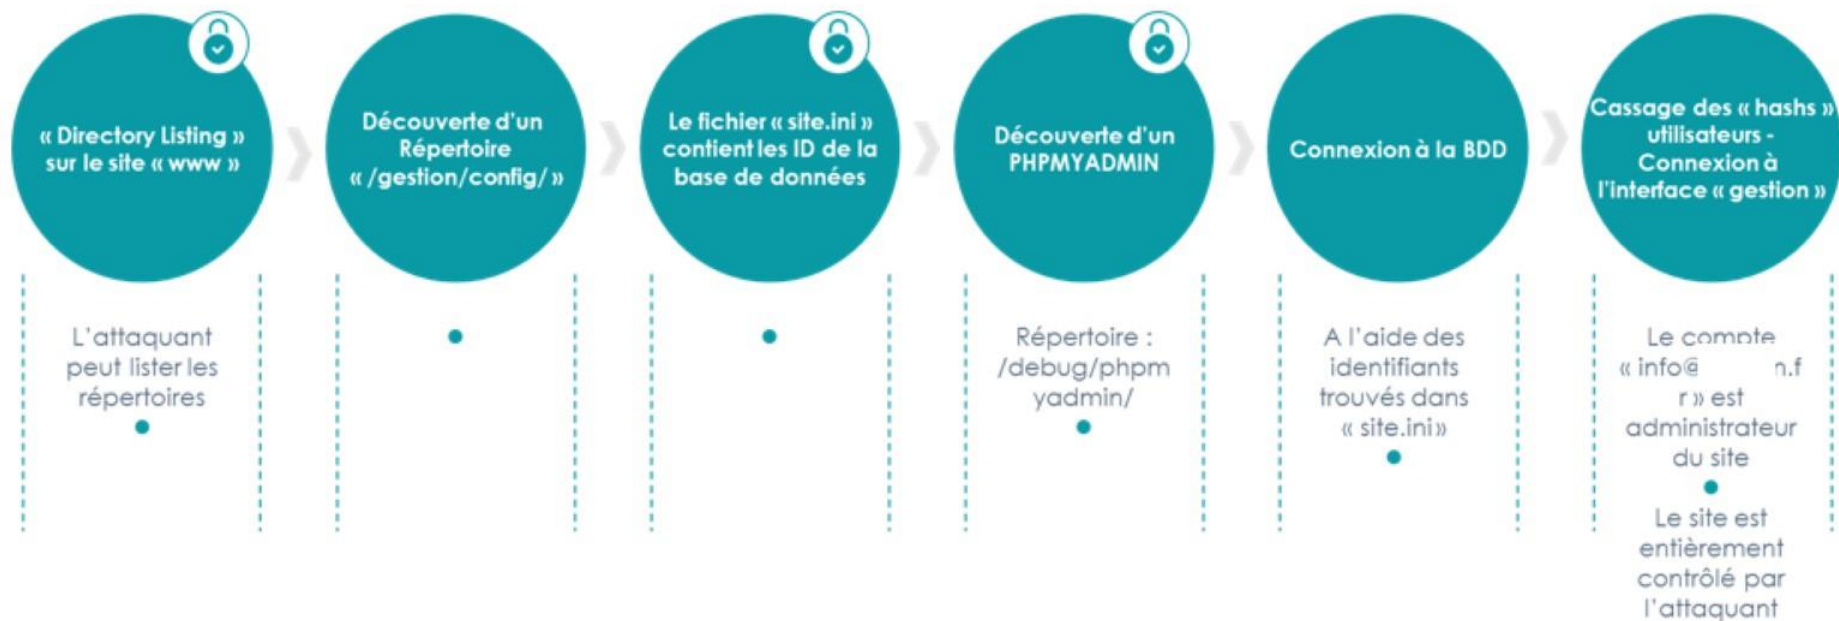 « Directory Listing »
sur le site « www »
L'attaquant
peut lister les
répertoires
Découverte d'un
Répertoire
« /gestion/config/ »
Le fichier « site.ini »
contient les ID de la
base de données
Découverte d'un
PHPMYADMIN
Répertoire :
/debug/phpm
yadmin/
Connexion à la BDD
A l'aide des
identifiants
trouvés dans
« site.ini »
Cassage des « hashs »
utilisateurs -
Connexion à
l'interface « gestion »
Le compte
« info@ n.f
r » est
administrateur
du site
Le site est
entièrement
contrôlé par
l'attaquant